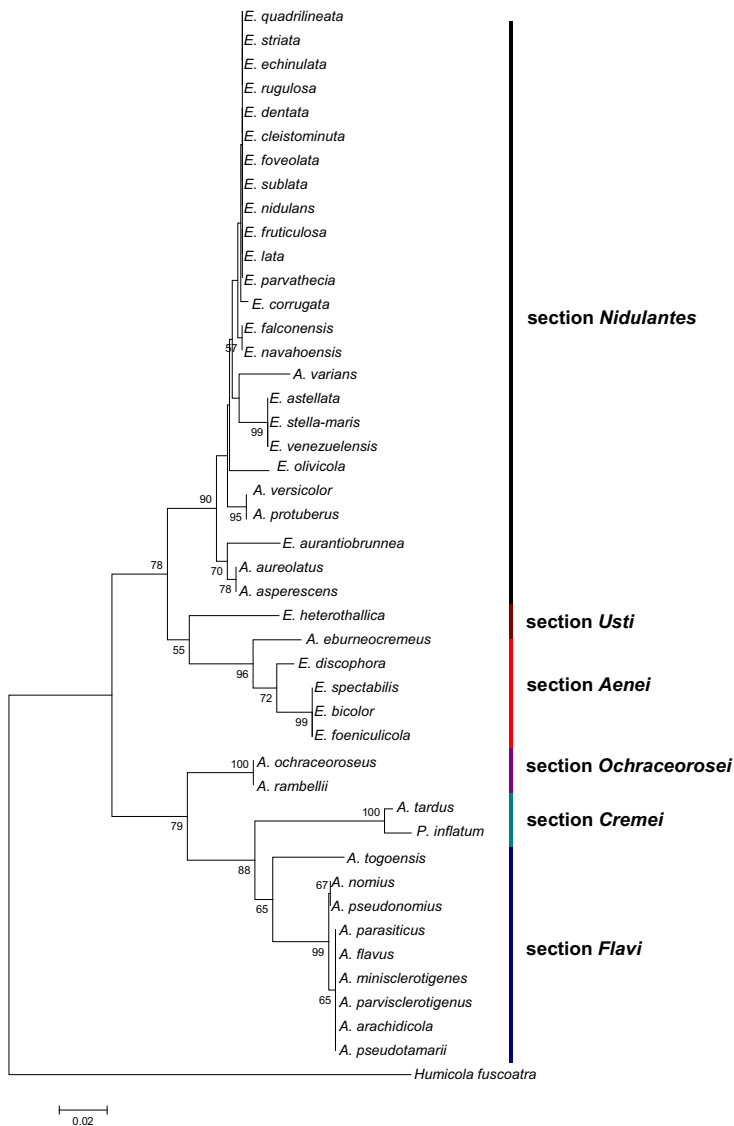 E. quadrilineata
E. striata
E. echinulata
E. rugulosa
E. dentata
E. cleistominuta
E. foveolata
E. sublata
E. nidulans
E. fruticulosa
E. lata
E. parvathecia
E. corrugata
E. falconensis
57
E. navahoensis
A. varians
E. astellata
E. stella-maris
99
E. venezuelensis
E. olivicola
A. versicolor
90
95
A. protuberus
E. aurantiobrunnea
78
70
A. aureolatus
78
A. asperescens
section Nidulantes
E. heterothallica
section Usti
55
A. eburneocremeus
96
E. discophora
72
E. spectabilis
E. bicolor
99
E. foeniculicola
section Aenei
100
A. ochraceoroseus
A. rambellii
section Ochraceorosei
79
100
A. tardus
P. inflatum
section Cremei
88
A. togoensis
65
67
A. nomius
A. pseudonomius
99
A. parasiticus
A. flavus
A. minisclerotigenes
65
A. parvisclerotigenus
A. arachidicola
A. pseudotamarii
section Flavi
Humicola fuscoatra
0.02